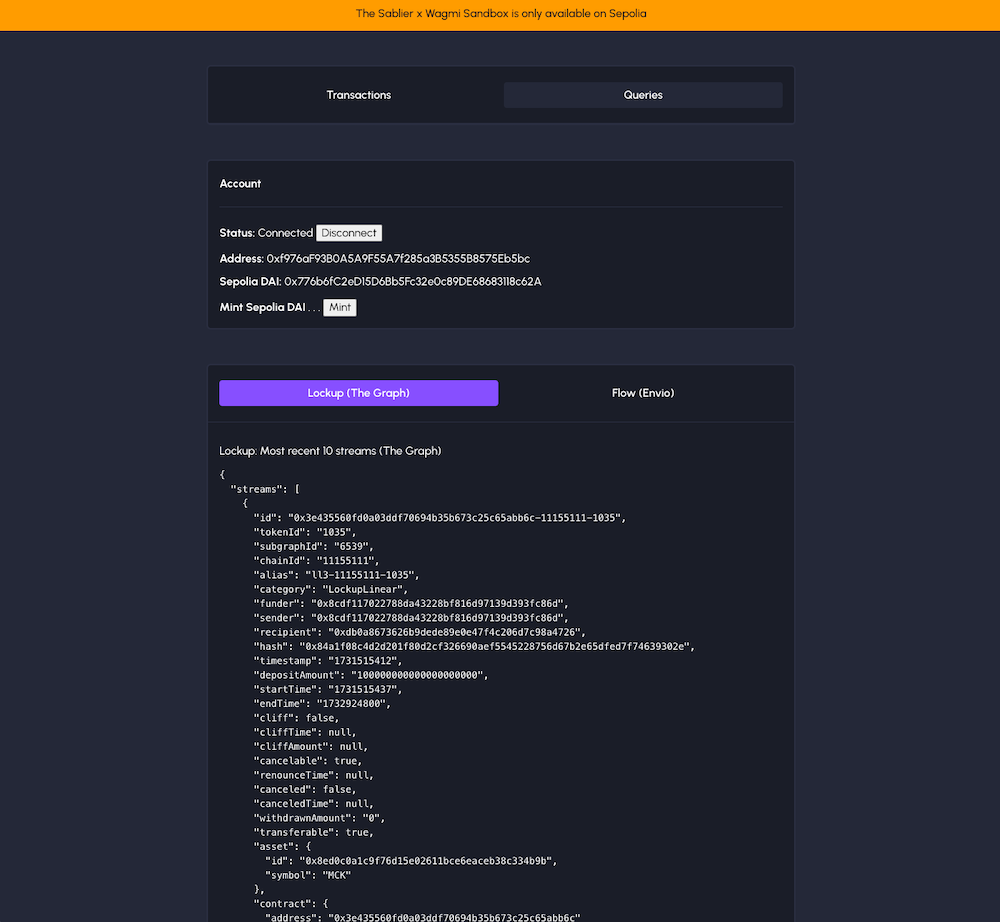 The Sablier x Wagmi Sandbox is only available on Sepolia
Transactions
Queries
Account
Status: Connected Disconnect
Address: 0xf976aF93B0A5A9F55A7f285a3B5355B8575Eb5bc
Sepolia DAI: 0x776b6fC2eD15D6Bb5Fc32e0c89DE68683118c62A
Mint Sepolia DAI . . . Mint
Lockup (The Graph)
Flow (Envio)
Lockup: Most recent 10 streams (The Graph)
{
  "streams": [
    {
      "id": "0x3e435560fd0a03ddf70694b35b673c25c65abb6c-11155111-1035",
      "tokenId": "1035",
      "subgraphId": "6539",
      "chainId": "11155111",
      "alias": "ll3-11155111-1035",
      "category": "LockupLinear",
      "funder": "0x8cdf117022788da43228bf816d97139d393fc86d",
      "sender": "0x8cdf117022788da43228bf816d97139d393fc86d",
      "recipient": "0xdb0a8673626b9dede89e0e47f4c206d7c98a4726",
      "hash": "0x84a1f08c4d2d201f80d2cf326690aef5545228756d67b2e65dfed7f74639302e",
      "timestamp": "1731515412",
      "depositAmount": "10000000000000000000",
      "startTime": "1731515437",
      "endTime": "1732924800",
      "cliff": false,
      "cliffTime": null,
      "cliffAmount": null,
      "cancelable": true,
      "renounceTime": null,
      "canceled": false,
      "canceledTime": null,
      "withdrawnAmount": "0",
      "transferable": true,
      "asset": {
        "id": "0x8ed0c0a1c9f76d15e02611bce6eaceb38c334b9b",
        "symbol": "MCK"
      },
      "contract": {
        "address": "0x3e435560fd0a03ddf70694b35b673c25c65abb6c"